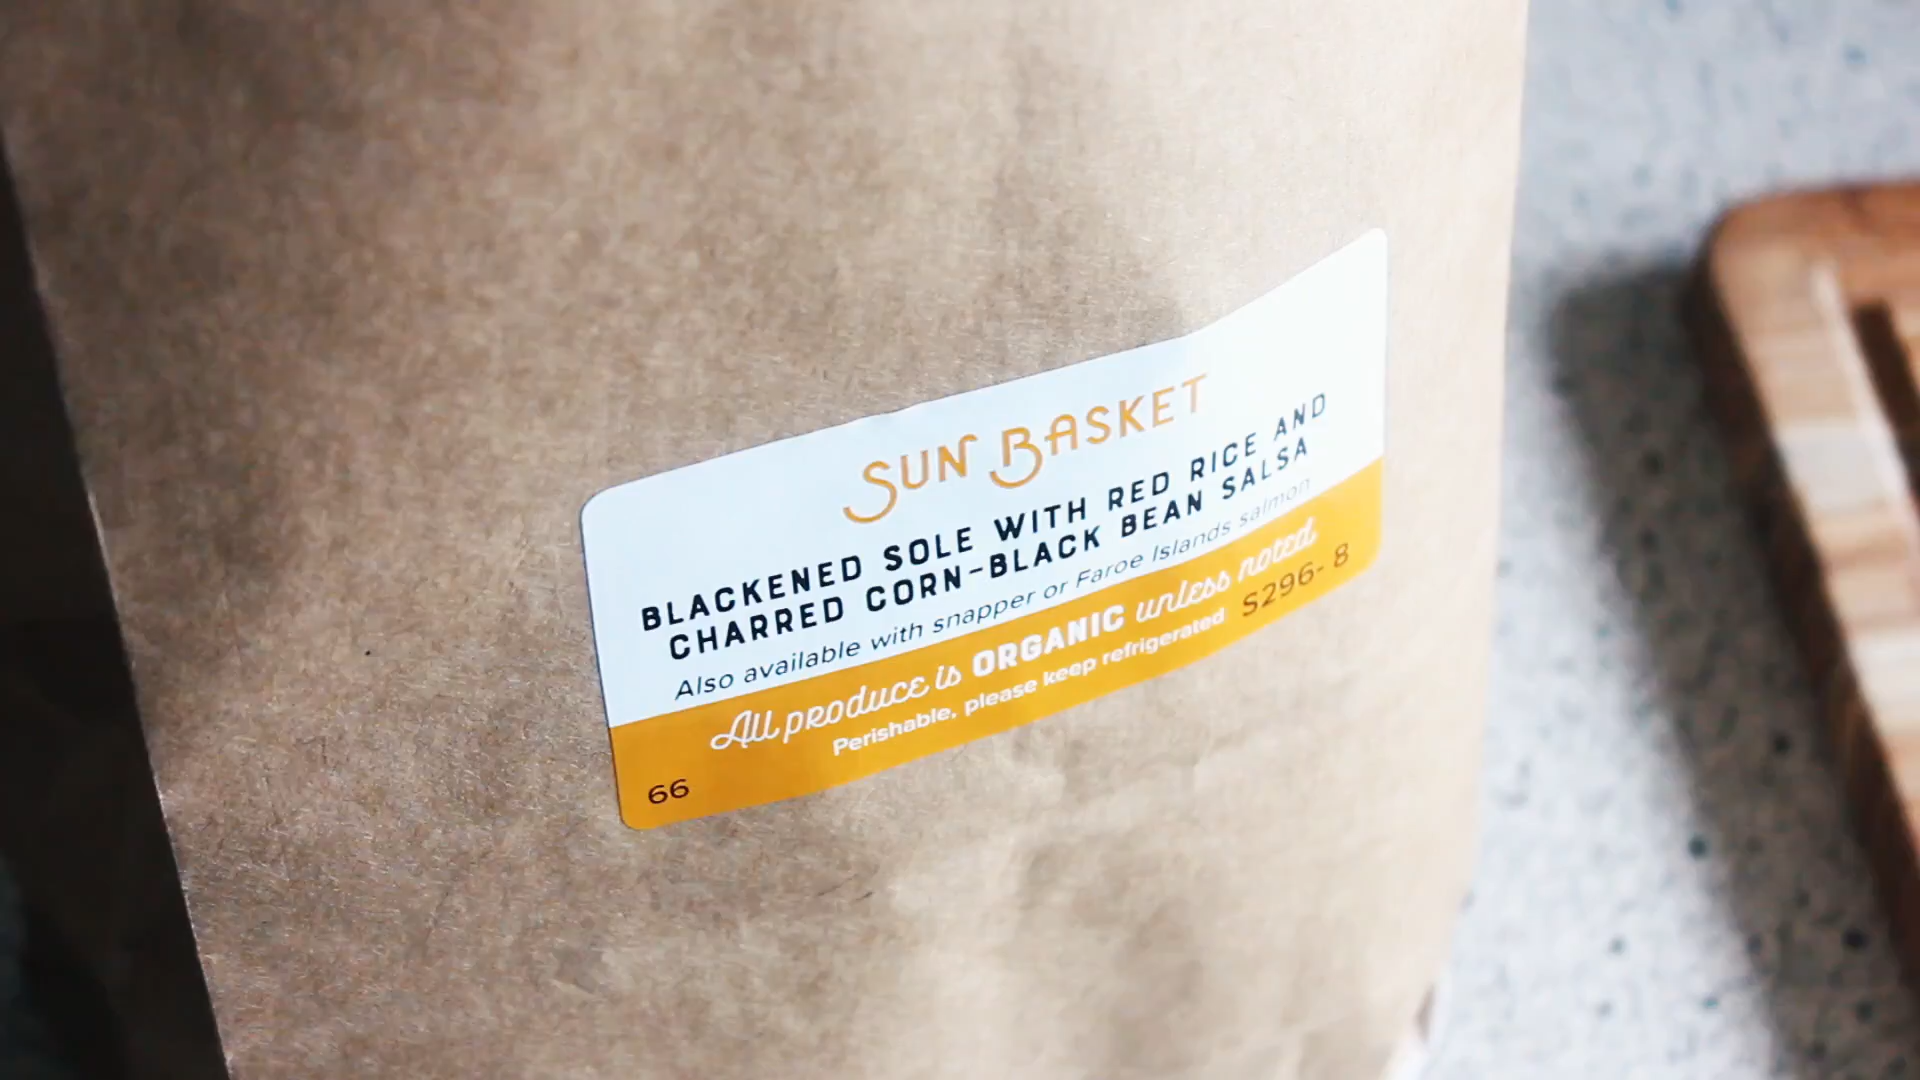 SUN BASKET
BLACKENED SOLE WITH RED RICE AND
CHARRED CORN-BLACK BEAN SALSA
Also available with snapper or Faroe Islands salmon
All produce is ORGANIC unless noted
Perishable, please keep refrigerated
S296- 8
66